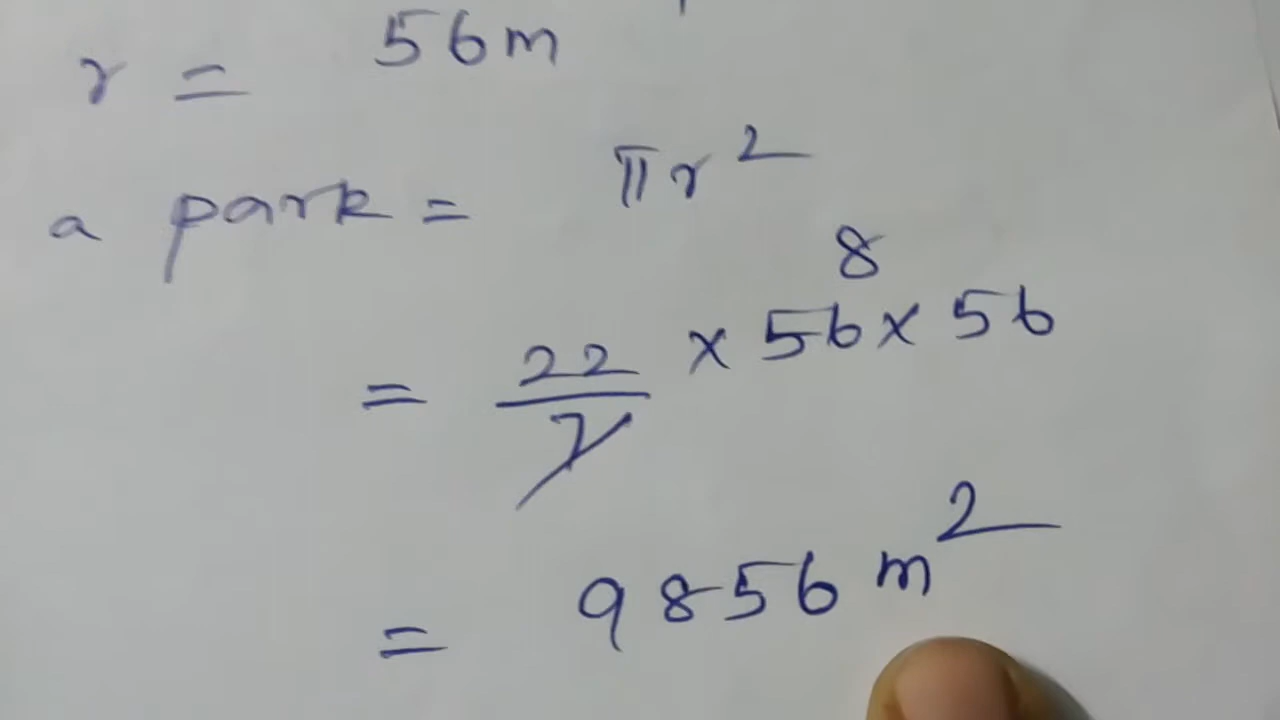 r = 56m
a park = πr²
8
= 22/7 × 56 × 56
= 9856 m²